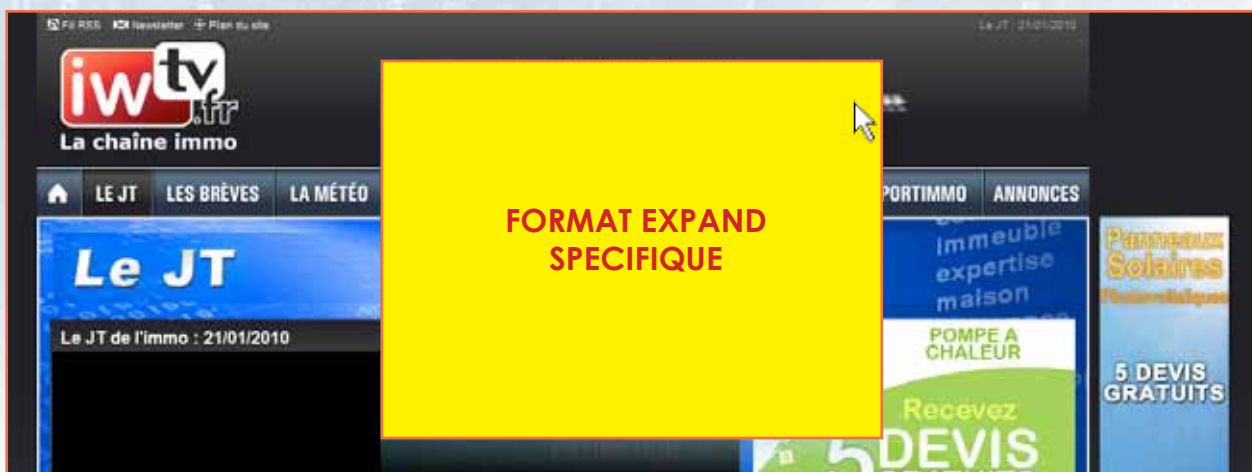 Fil RSS Newsletter Plan du site
Le JT : 21/01/2010
iwtv.fr
La chaîne immo
LE JT LES BRÈVES LA MÉTÉO
PORTIMMO ANNONCES
FORMAT EXPAND
SPECIFIQUE
Le JT
immeuble
expertise
maison
Panneaux
Solaires
Photovoltaïques
Le JT de l'immo : 21/01/2010
POMPE A
CHALEUR
5 DEVIS
GRATUITS
Recevez
5 DEVIS